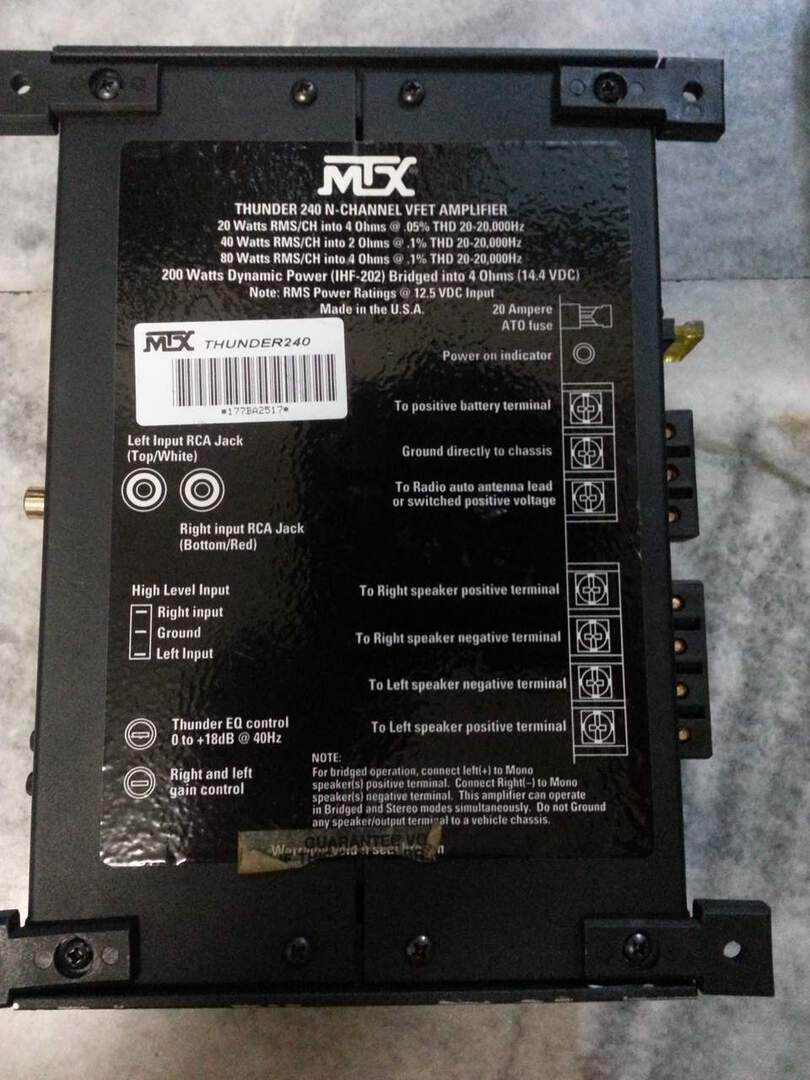 MTX
THUNDER 240 N-CHANNEL VFET AMPLIFIER
20 Watts RMS/CH into 4 Ohms @ .05% THD 20-20,000Hz
40 Watts RMS/CH into 2 Ohms @ .1% THD 20-20,000Hz
80 Watts RMS/CH into 4 Ohms @ .1% THD 20-20,000Hz
200 Watts Dynamic Power (IHF-202) Bridged into 4 Ohms (14.4 VDC)
Note: RMS Power Ratings @ 12.5 VDC Input
Made in the U.S.A.
20 Ampere
ATO fuse
MTX THUNDER240
*177BA2517*
Power on indicator
To positive battery terminal
Ground directly to chassis
To Radio auto antenna lead
or switched positive voltage
Left Input RCA Jack
(Top/White)
Right input RCA Jack
(Bottom/Red)
High Level Input
Right input
Ground
Left Input
To Right speaker positive terminal
To Right speaker negative terminal
To Left speaker negative terminal
To Left speaker positive terminal
Thunder EQ control
0 to +18dB @ 40Hz
Right and left
gain control
NOTE:
For bridged operation, connect left(+) to Mono
speaker(s) positive terminal. Connect Right(-) to Mono
speaker(s) negative terminal. This amplifier can operate
in Bridged and Stereo modes simultaneously. Do not Ground
any speaker/output terminal to a vehicle chassis.
GUARANTEE